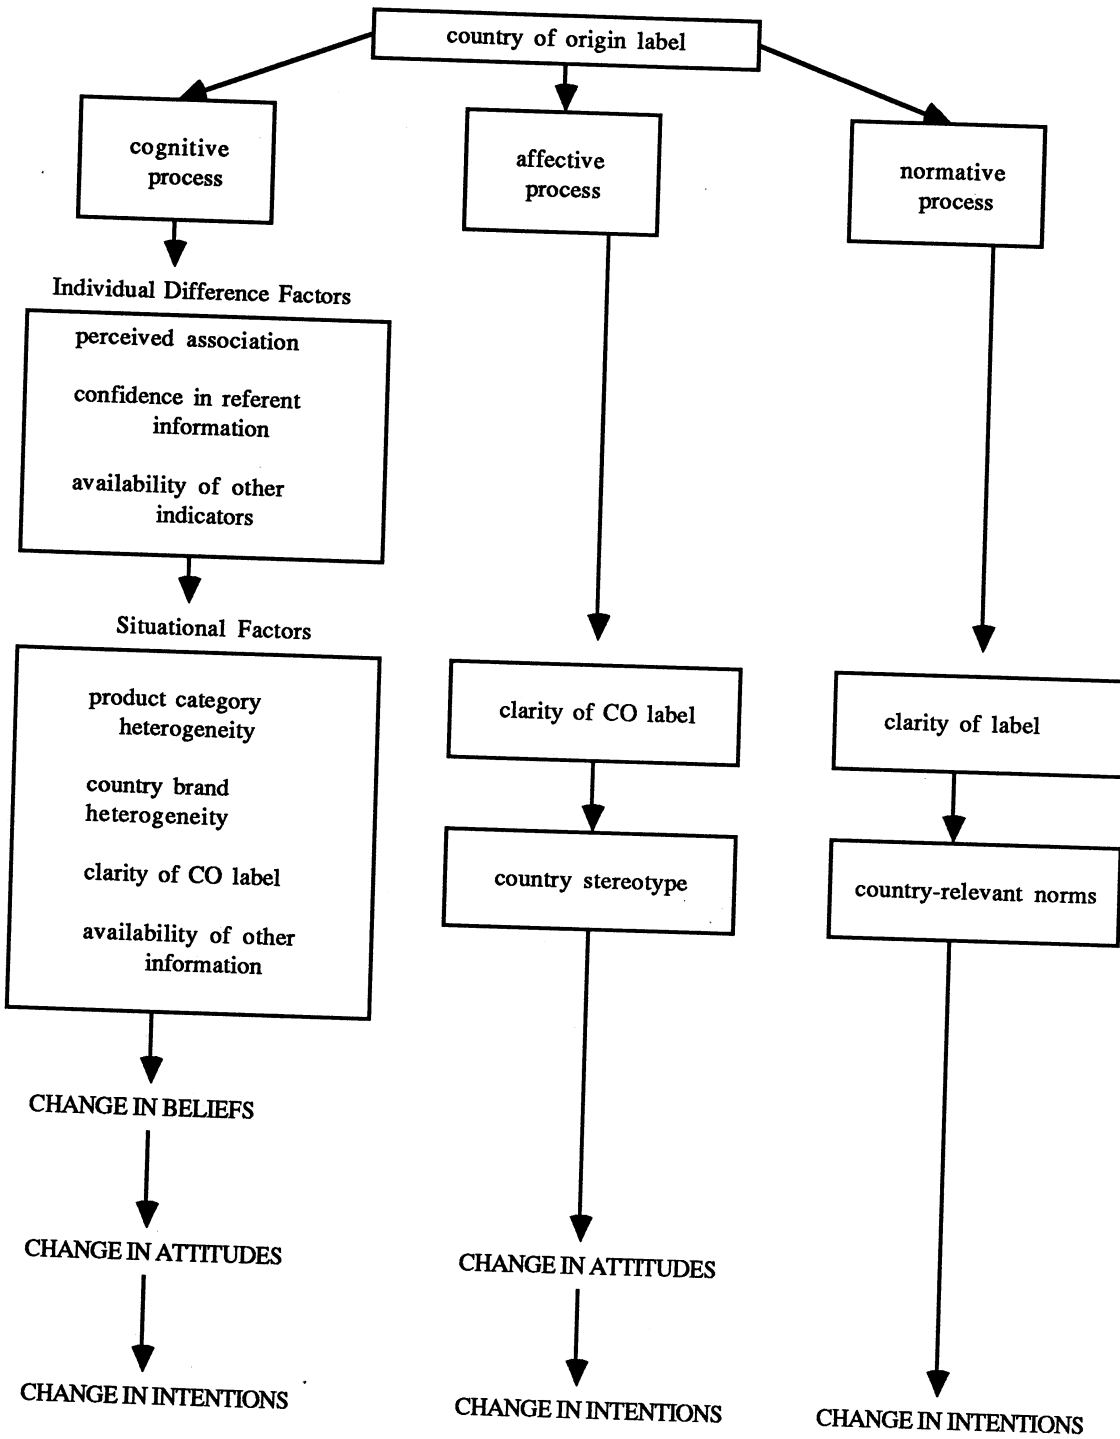 country of origin label
cognitive
process
affective
process
normative
process
Individual Difference Factors
perceived association
confidence in referent
information
availability of other
indicators
Situational Factors
product category
heterogeneity
country brand
heterogeneity
clarity of CO label
availability of other
information
clarity of CO label
country stereotype
clarity of label
country-relevant norms
CHANGE IN BELIEFS
CHANGE IN ATTITUDES
CHANGE IN INTENTIONS
CHANGE IN ATTITUDES
CHANGE IN INTENTIONS
CHANGE IN INTENTIONS